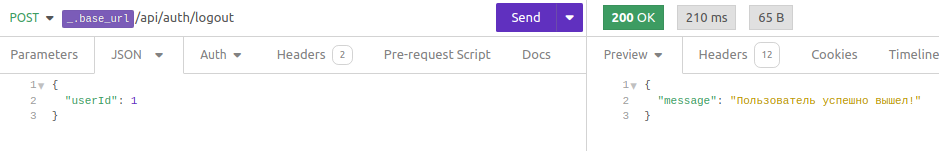 POST _.base_url /api/auth/logout Send 200 OK 210 ms 65 B
Parameters JSON Auth Headers 2 Pre-request Script Docs Preview Headers 12 Cookies Timeline
1 { 1 {
2 "userId": 1 2 "message": "Пользователь успешно вышел!"
3 } 3 }